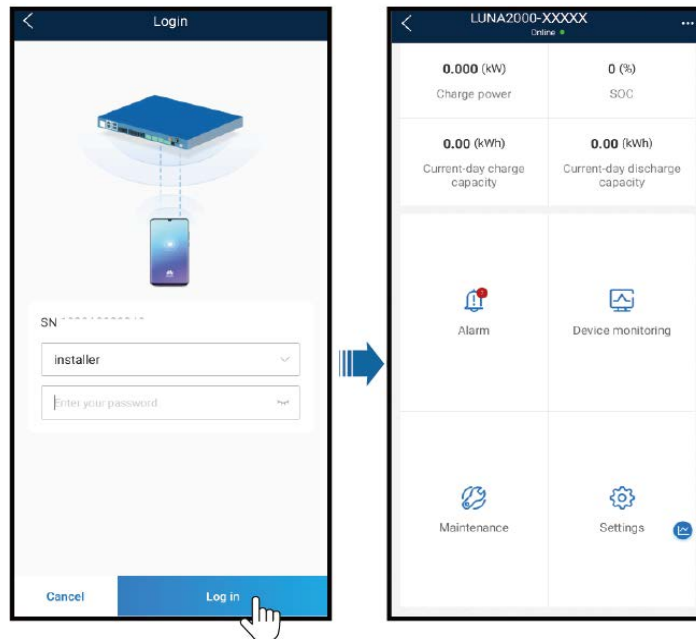 Login
SN
installer
Enter your password
Cancel
Log in
LUNA2000-XXXXX
Online
0.000 (kW)
Charge power
0 (%)
SOC
0.00 (kWh)
Current-day charge
capacity
0.00 (kWh)
Current-day discharge
capacity
Alarm
Device monitoring
Maintenance
Settings